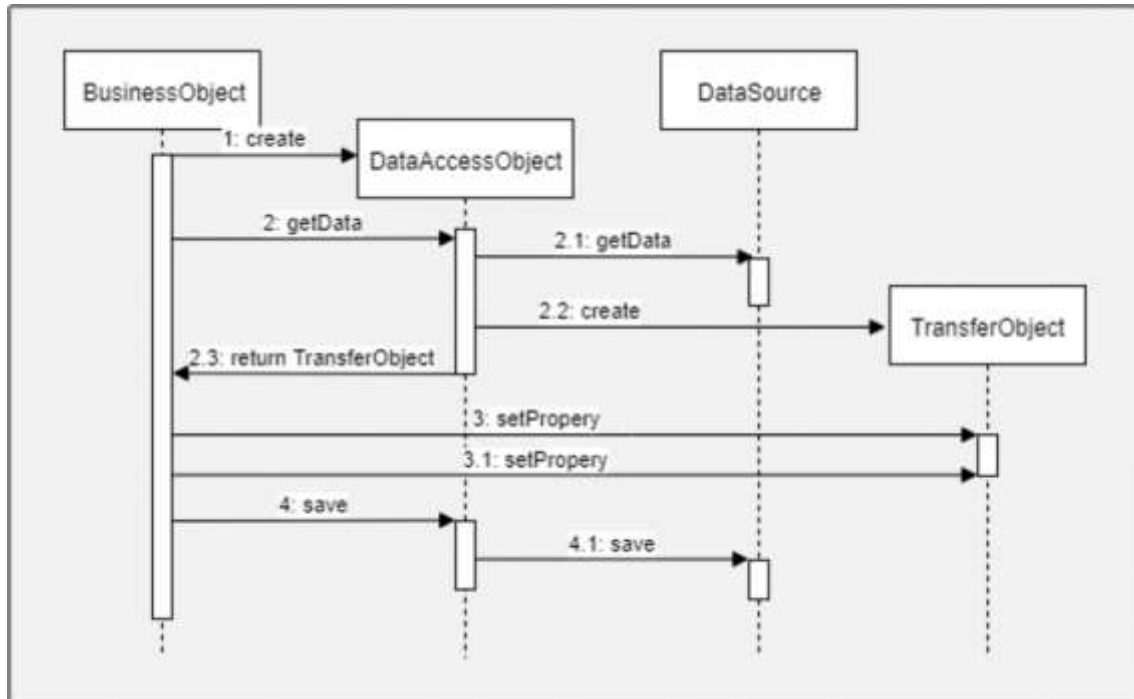 BusinessObject
DataSource
1: create
DataAccessObject
2: getData
2.1: getData
2.2: create
TransferObject
2.3: return TransferObject
3: setPropery
3.1: setPropery
4: save
4.1: save